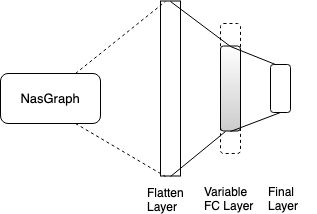 NasGraph
Flatten
Layer
Variable
FC Layer
Final
Layer